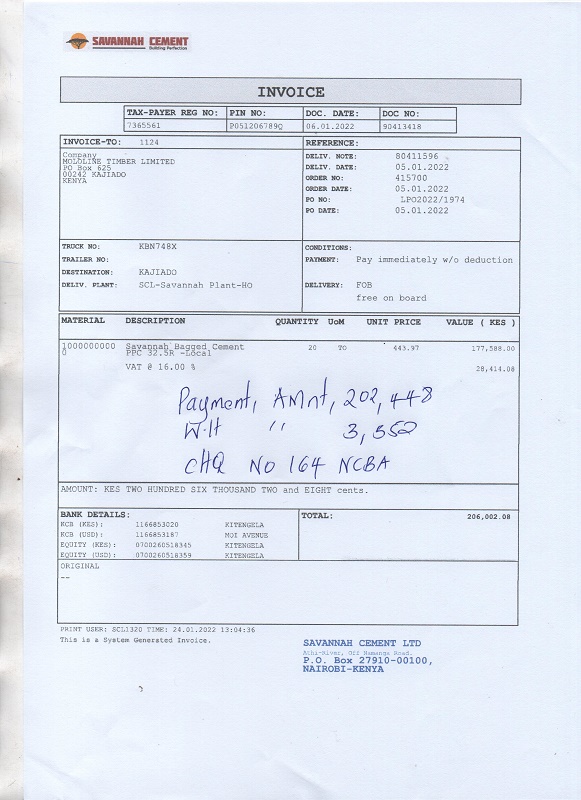 SAVANNAH CEMENT
Building Perfection
INVOICE
TAX-PAYER REG NO: PIN NO: DOC. DATE: DOC NO:
7365561 P051206789Q 06.01.2022 90413418
INVOICE-TO: 1124 REFERENCE:
Company
MOLOLINE TIMBER LIMITED
PO Box 625
00242 KAJIADO
KENYA
DELIV. NOTE: 80411596
DELIV. DATE: 05.01.2022
ORDER NO: 415700
ORDER DATE: 05.01.2022
PO NO: LPO2022/1974
PO DATE: 05.01.2022
TRUCK NO: KBN748X
TRAILER NO:
DESTINATION: KAJIADO
DELIV. PLANT: SCL-Savannah Plant-HO
CONDITIONS:
PAYMENT: Pay immediately w/o deduction
DELIVERY: FOB
free on board
MATERIAL DESCRIPTION QUANTITY UoM UNIT PRICE VALUE ( KES )
1000000000 Savannah Bagged Cement 20 TO 443.97 177,588.00
0 PPC 32.5R -Local
VAT @ 16.00 % 28,414.08
Payment, AMnt, 202,448
W.H '' 3,552
CHQ NO 164 NCBA
AMOUNT: KES TWO HUNDRED SIX THOUSAND TWO and EIGHT cents.
BANK DETAILS: TOTAL: 206,002.08
KCB (KES): 1166853020 KITENGELA
KCB (USD): 1166853187 MOI AVENUE
EQUITY (KES): 0700260518345 KITENGELA
EQUITY (USD): 0700260518359 KITENGELA
ORIGINAL
--
PRINT USER: SCL1320 TIME: 24.01.2022 13:04:36
This is a System Generated Invoice.
SAVANNAH CEMENT LTD
Athi-River, Off Namanga Road.
P.O. Box 27910-00100,
NAIROBI-KENYA